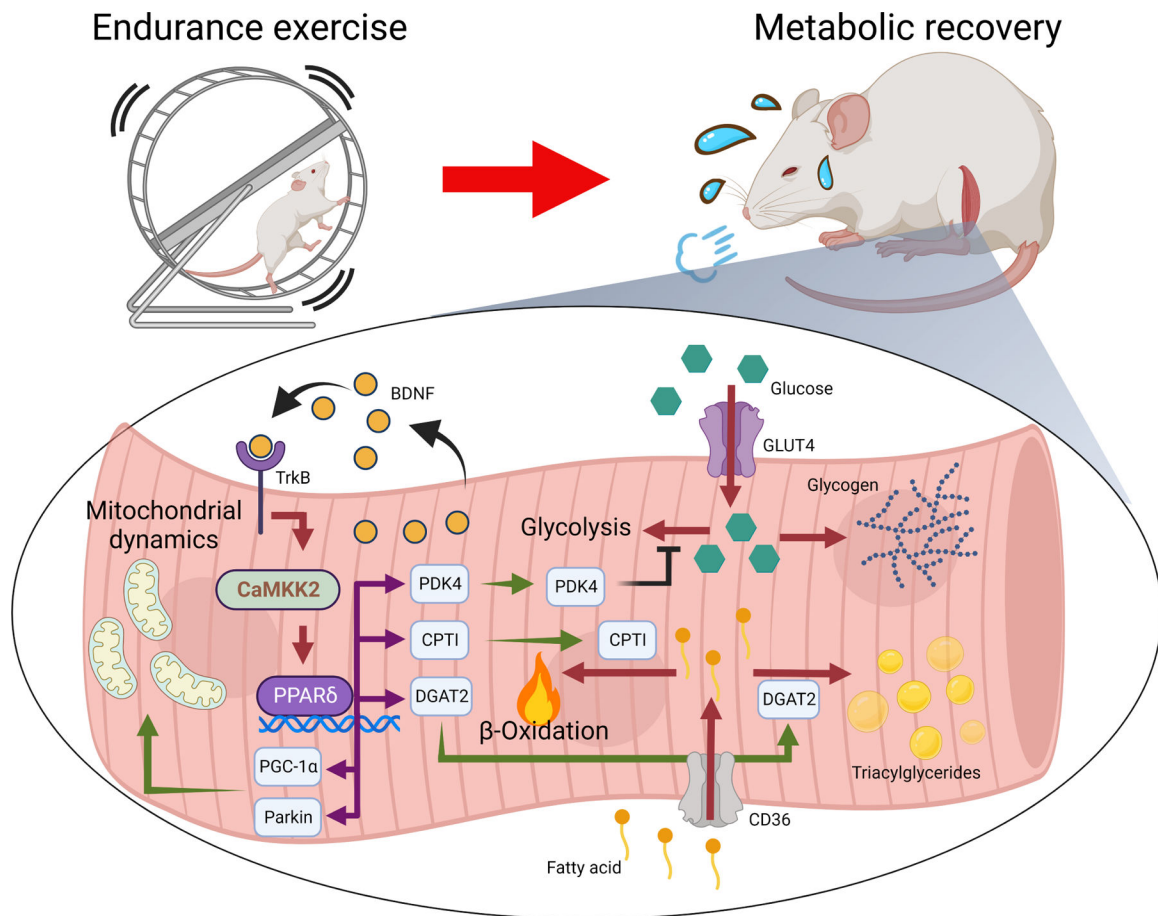 Endurance exercise
Metabolic recovery
BDNF
Glucose
TrkB
GLUT4
Mitochondrial
dynamics
Glycolysis
Glycogen
CaMKK2
PDK4
PDK4
CPTI
CPTI
PPARδ
DGAT2
DGAT2
β-Oxidation
PGC-1α
Triacylglycerides
Parkin
CD36
Fatty acid